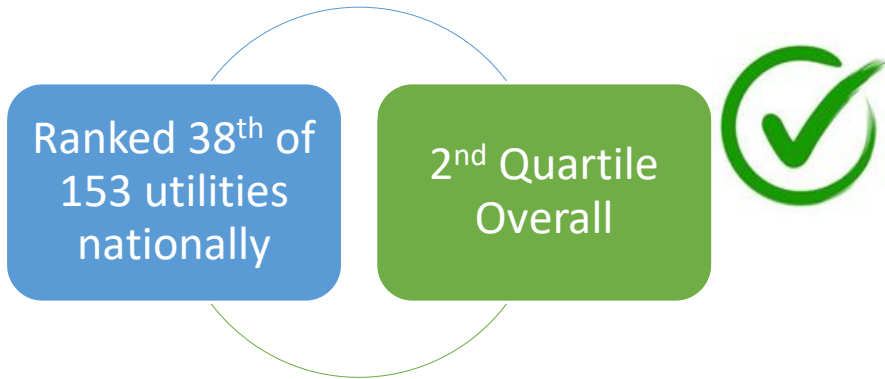 Ranked 38th of
153 utilities
nationally
2nd Quartile
Overall